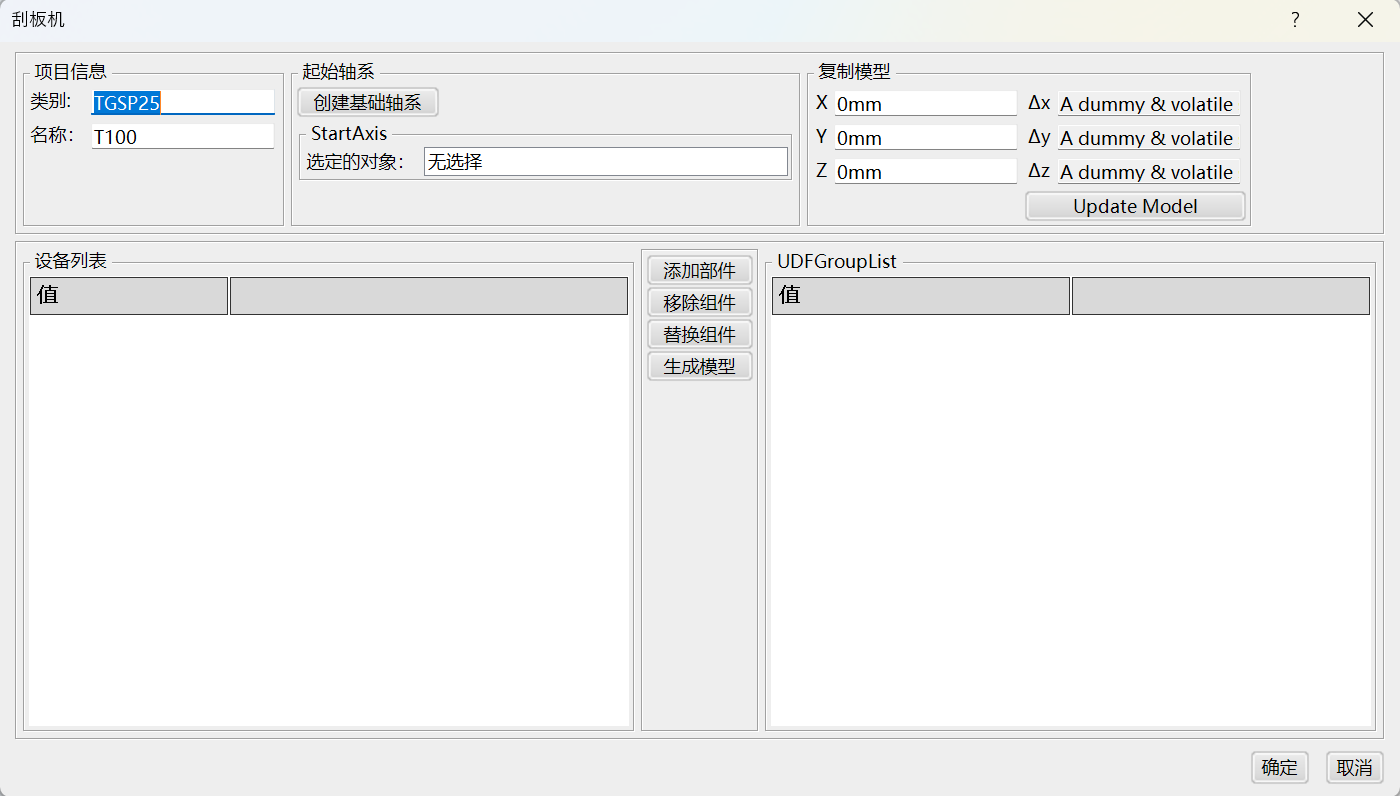 刮板机
?
项目信息
类别:
TGSP25
名称:
T100
起始轴系
创建基础轴系
StartAxis
选定的对象:
无选择
复制模型
X 0mm Δx A dummy & volatile
Y 0mm Δy A dummy & volatile
Z 0mm Δz A dummy & volatile
Update Model
设备列表
值
添加部件
移除组件
替换组件
生成模型
UDFGroupList
值
确定
取消